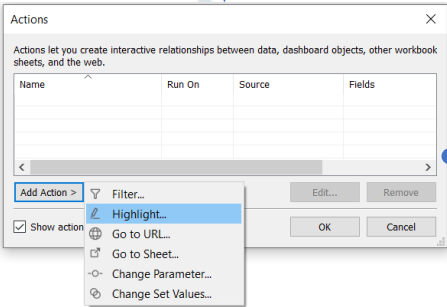 Actions
Actions let you create interactive relationships between data, dashboard objects, other workbook
sheets, and the web.
Name Run On Source Fields
Add Action > Edit... Remove
Filter...
Highlight...
Show action OK Cancel
Go to URL...
Go to Sheet...
Change Parameter...
Change Set Values...